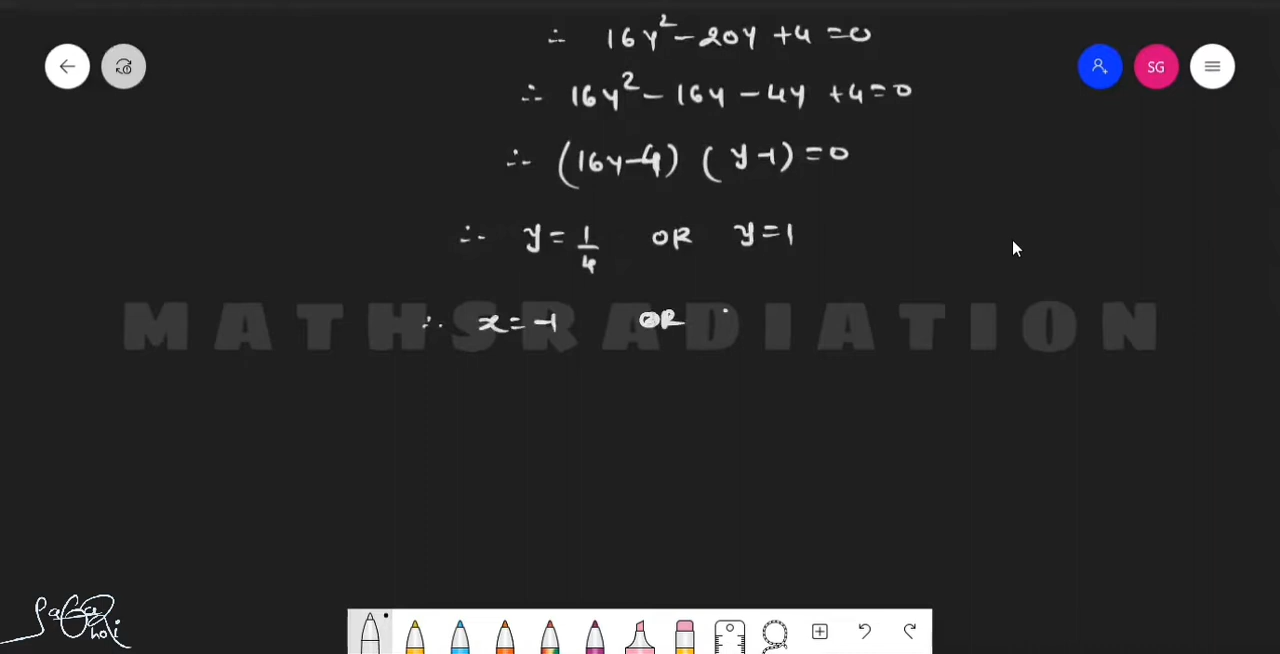 ∴ 16y² - 20y + 4 = 0
SG
∴ 16y² - 16y - 4y + 4 = 0
∴ (16y-4) (y-1) = 0
∴ y = 1/4 OR y = 1
MATHSRADIATION
∴ x = -1 OR